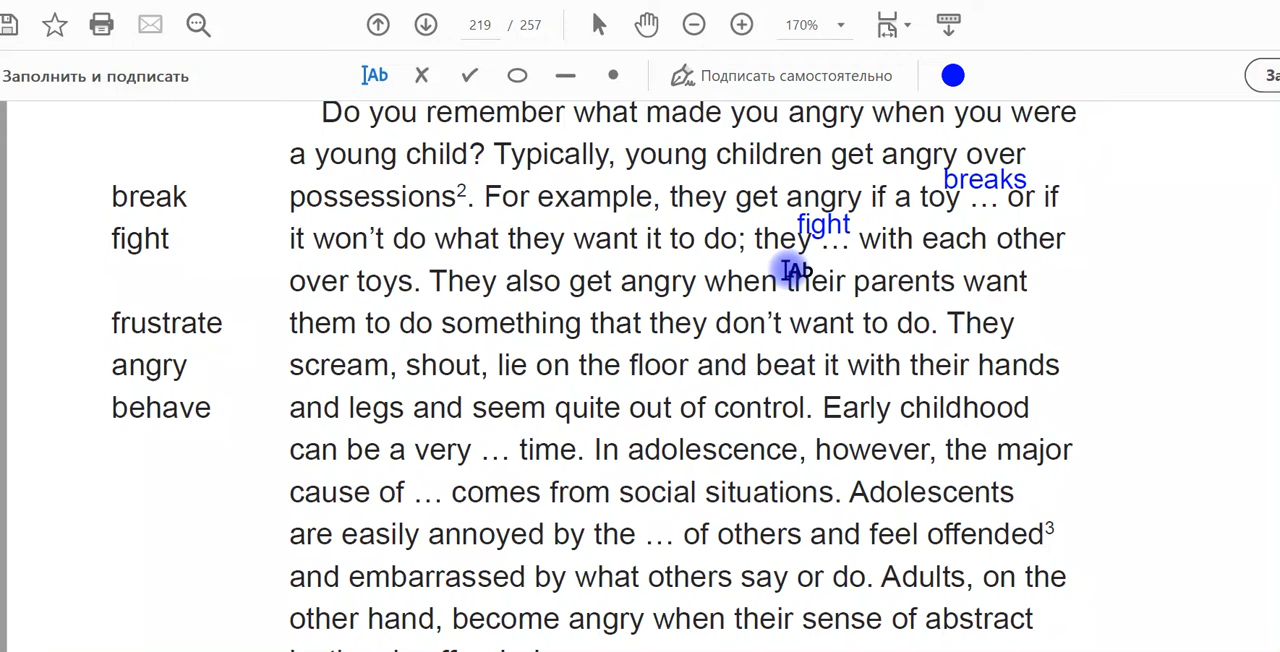 219 / 257
170%
Заполнить и подписать
Ab
Подписать самостоятельно
За
Do you remember what made you angry when you were
a young child? Typically, young children get angry over
breaks
break
possessions². For example, they get angry if a toy … or if
fight
fight
it won’t do what they want it to do; they … with each other
Ab
over toys. They also get angry when their parents want
frustrate
them to do something that they don’t want to do. They
angry
scream, shout, lie on the floor and beat it with their hands
behave
and legs and seem quite out of control. Early childhood
can be a very … time. In adolescence, however, the major
cause of … comes from social situations. Adolescents
are easily annoyed by the … of others and feel offended³
and embarrassed by what others say or do. Adults, on the
other hand, become angry when their sense of abstract